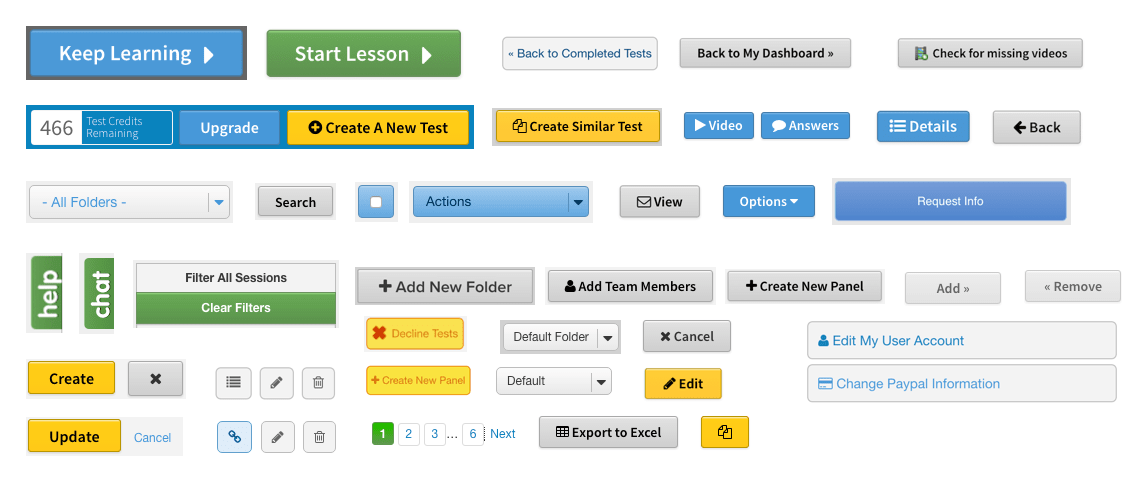 Keep Learning
Start Lesson
« Back to Completed Tests
Back to My Dashboard »
Check for missing videos
466
Test Credits
Remaining
Upgrade
Create A New Test
Create Similar Test
Video
Answers
Details
Back
- All Folders -
Search
Actions
View
Options
Request Info
help
chat
Filter All Sessions
Clear Filters
Add New Folder
Add Team Members
Create New Panel
Add »
« Remove
Decline Tests
Default Folder
Cancel
Edit My User Account
Create
Create New Panel
Default
Edit
Change Paypal Information
Update
Cancel
1 2 3 ... 6 Next
Export to Excel